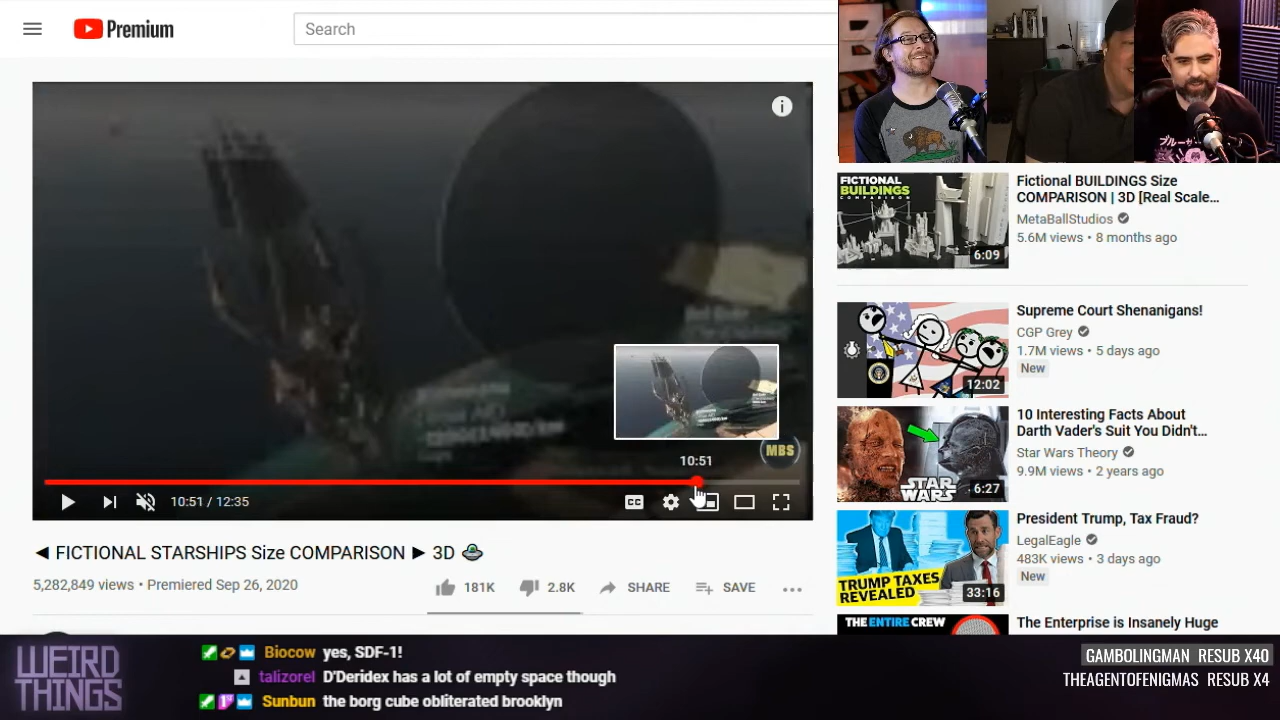 Premium
Search
10:51
MBS
10:51 / 12:35
CC
◄ FICTIONAL STARSHIPS Size COMPARISON ► 3D 🛸
5,282,849 views • Premiered Sep 26, 2020
181K
2.8K
SHARE
SAVE
FICTIONAL
BUILDINGS
COMPARISON
6:09
Fictional BUILDINGS Size
COMPARISON | 3D [Real Scale...
MetaBallStudios
5.6M views • 8 months ago
12:02
Supreme Court Shenanigans!
CGP Grey
1.7M views • 5 days ago
New
STAR
WARS
6:27
10 Interesting Facts About
Darth Vader's Suit You Didn't...
Star Wars Theory
9.9M views • 2 years ago
TRUMP TAXES
REVEALED
33:16
President Trump, Tax Fraud?
LegalEagle
483K views • 3 days ago
New
THE ENTIRE CREW
The Enterprise is Insanely Huge
WEIRD
THINGS
Biocow yes, SDF-1!
talizorel D'Deridex has a lot of empty space though
Sunbun the borg cube obliterated brooklyn
GAMBOLINGMAN RESUB X40
THEAGENTOFENIGMAS RESUB X4